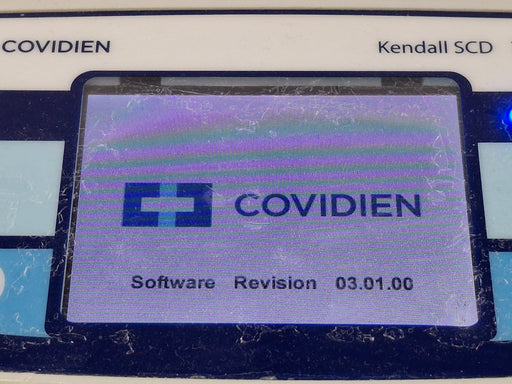 COVIDIEN
Kendall SCD
COVIDIEN
Software Revision 03.01.00